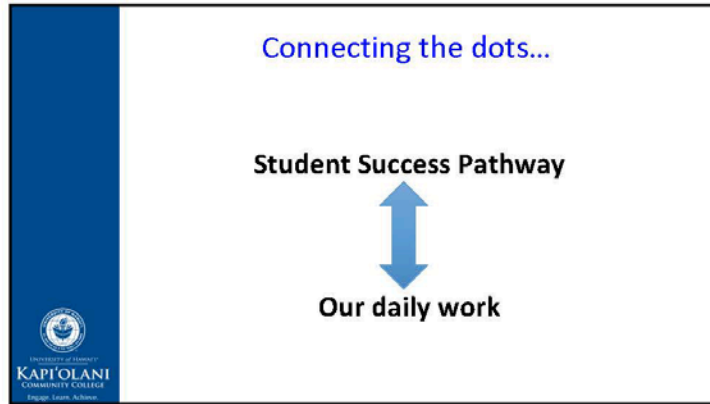 Connecting the dots...
Student Success Pathway
Our daily work
UNIVERSITY of HAWAI'I
KAPI'OLANI
COMMUNITY COLLEGE
Engage. Learn. Achieve.